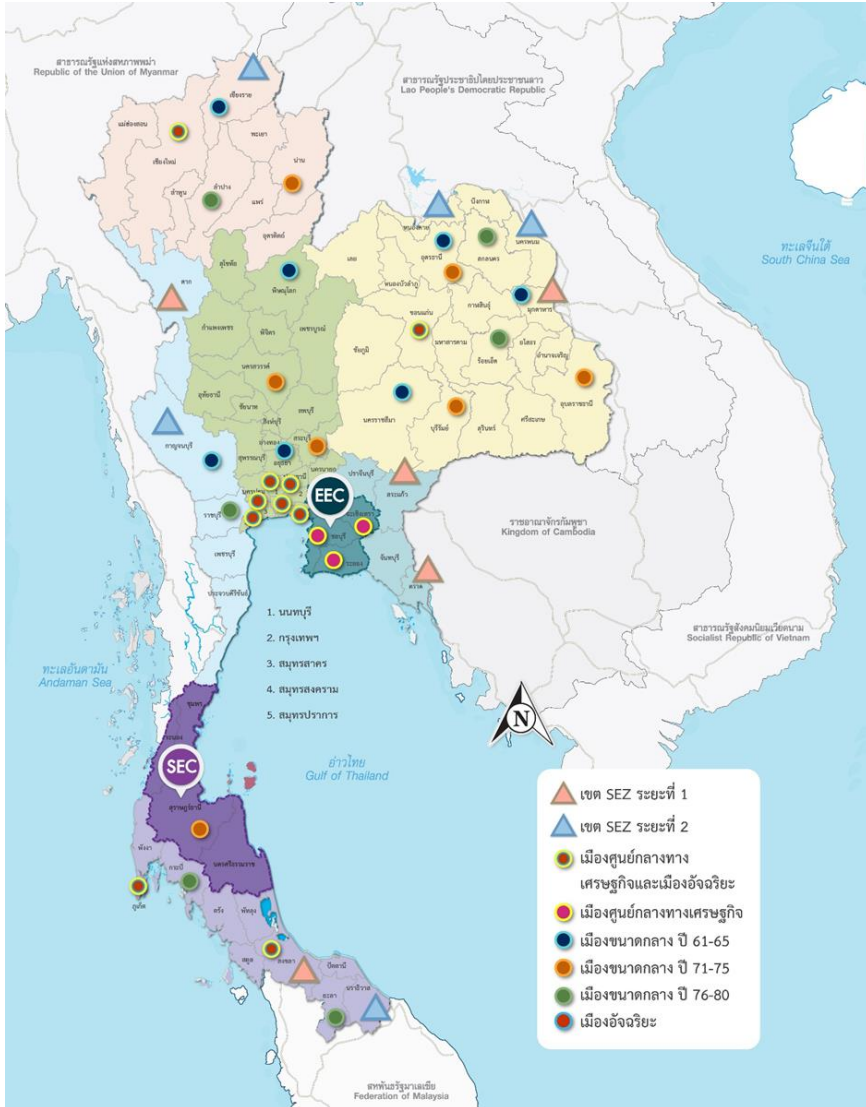 สาธารณรัฐแห่งสหภาพพม่า
Republic of the Union of Myanmar
สาธารณรัฐประชาธิปไตยประชาชนลาว
Lao People's Democratic Republic
เชียงราย
แม่ฮ่องสอน
พะเยา
เชียงใหม่
น่าน
ลำพูน
ลำปาง
แพร่
อุตรดิตถ์
บึงกาฬ
หนองคาย
นครพนม
ทะเลจีนใต้
South China Sea
สุโขทัย
เลย
อุดรธานี
สกลนคร
ตาก
พิษณุโลก
หนองบัวลำภู
กำแพงเพชร
พิจิตร
เพชรบูรณ์
ขอนแก่น
กาฬสินธุ์
มุกดาหาร
ชัยภูมิ
มหาสารคาม
ร้อยเอ็ด
ยโสธร
อำนาจเจริญ
นครสวรรค์
อุทัยธานี
ชัยนาท
ลพบุรี
สิงห์บุรี
นครราชสีมา
บุรีรัมย์
สุรินทร์
ศรีสะเกษ
อุบลราชธานี
กาญจนบุรี
สุพรรณบุรี
อ่างทอง
สระบุรี
อยุธยา
นครนายก
ปราจีนบุรี
สระแก้ว
EEC
ราชบุรี
ฉะเชิงเทรา
ชลบุรี
ระยอง
จันทบุรี
ตราด
เพชรบุรี
ประจวบคีรีขันธ์
ราชอาณาจักรกัมพูชา
Kingdom of Cambodia
1. นนทบุรี
2. กรุงเทพฯ
3. สมุทรสาคร
4. สมุทรสงคราม
5. สมุทรปราการ
สาธารณรัฐสังคมนิยมเวียดนาม
Socialist Republic of Vietnam
ทะเลอันดามัน
Andaman Sea
N
ชุมพร
ระนอง
SEC
อ่าวไทย
Gulf of Thailand
สุราษฎร์ธานี
พังงา
นครศรีธรรมราช
กระบี่
ภูเก็ต
ตรัง
พัทลุง
สตูล
สงขลา
ปัตตานี
ยะลา
นราธิวาส
เขต SEZ ระยะที่ 1
เขต SEZ ระยะที่ 2
เมืองศูนย์กลางทาง
เศรษฐกิจและเมืองอัจฉริยะ
เมืองศูนย์กลางทางเศรษฐกิจ
เมืองขนาดกลาง ปี 61-65
เมืองขนาดกลาง ปี 71-75
เมืองขนาดกลาง ปี 76-80
เมืองอัจฉริยะ
สหพันธรัฐมาเลเซีย
Federation of Malaysia